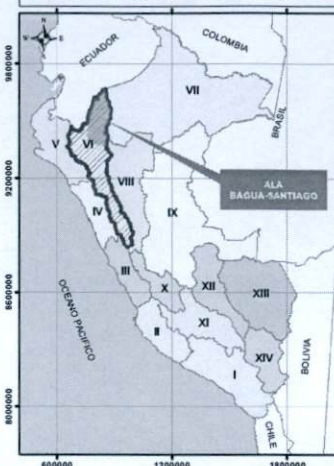 N
W E
S
ECUADOR
COLOMBIA
VII
BRASIL
V
VI
VIII
ALA
BAGUA-SANTIAGO
IV
IX
III
X
XII
XIII
OCEANO PACIFICO
II
XI
BOLIVIA
I
XIV
CHILE
9800000
9200000
8600000
8000000
600000
1200000
1800000